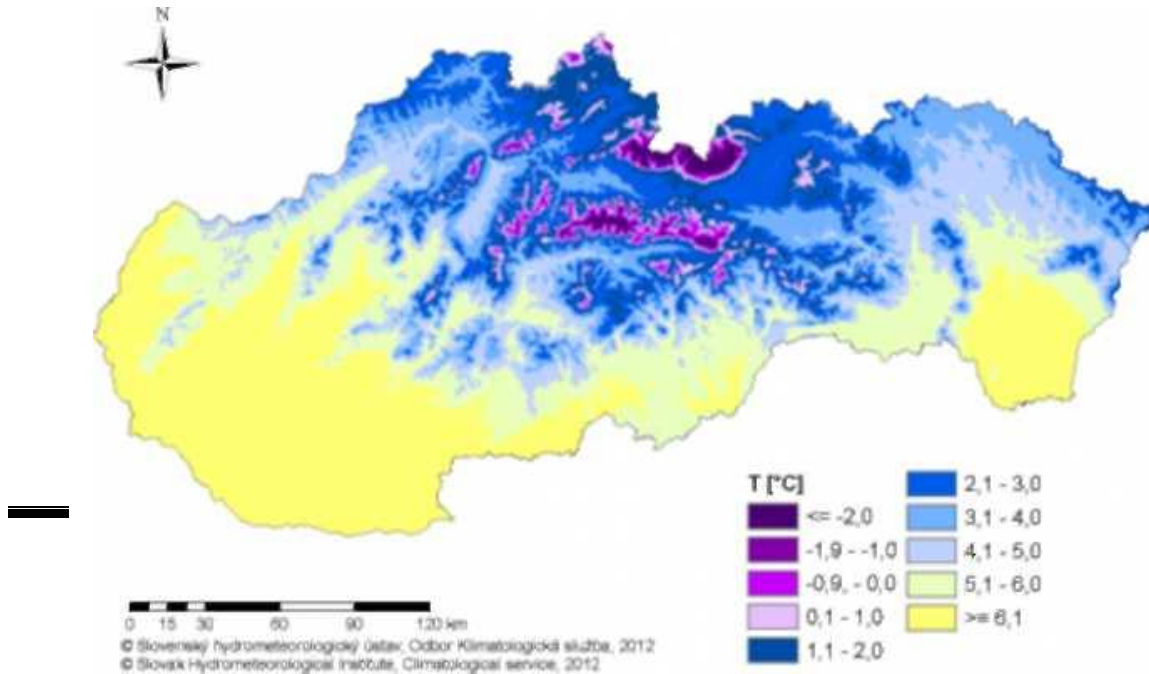 N
T [°C]
<= -2,0
-1,9 - -1,0
-0,9, - 0,0
0,1 - 1,0
1,1 - 2,0
2,1 - 3,0
3,1 - 4,0
4,1 - 5,0
5,1 - 6,0
>= 6,1
0 15 30 60 90 120 km
© Slovenský hydrometeorologický ústav, Odbor Klimatologická služba, 2012
© Slovak Hydrometeorological Institute, Climatological service, 2012